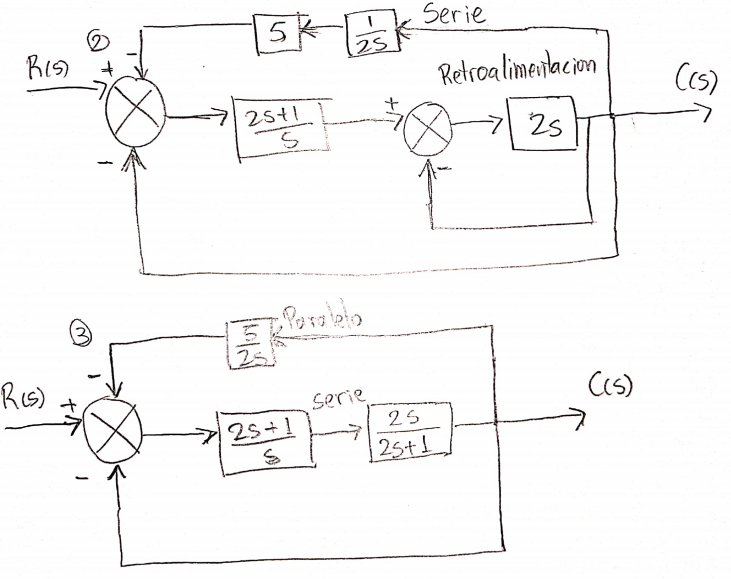 Serie
②
5
1/2S
R(s)
+
-
Retroalimentacion
C(s)
2s+1/S
+
2S
-
-
③
5/2s
Paralelo
-
R(s)
+
serie
C(s)
2s+1/s
2s/2s+1
-